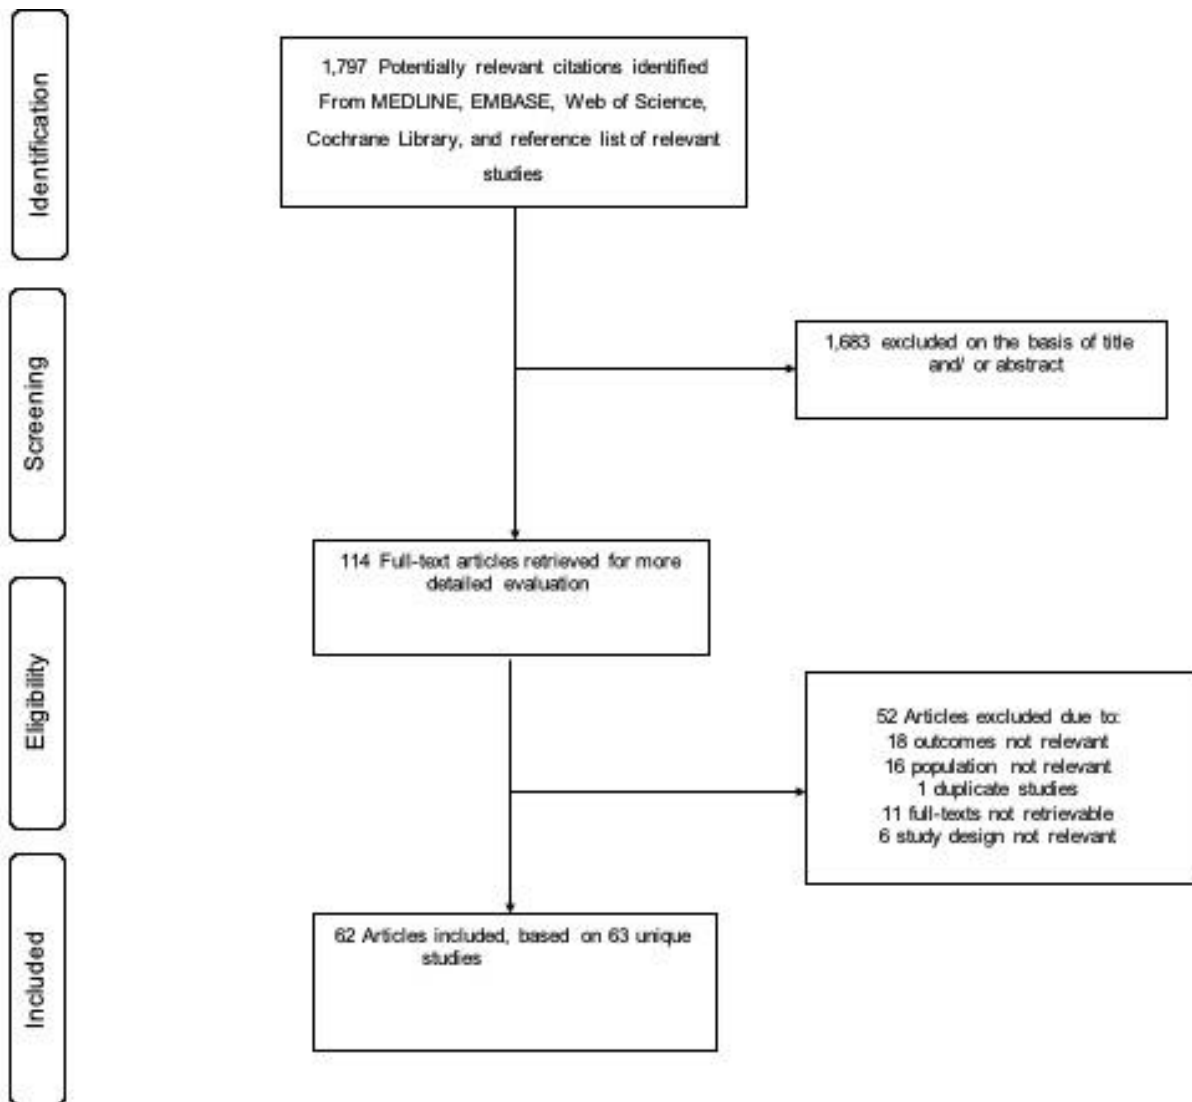 Identification
1,797 Potentially relevant citations identified
From MEDLINE, EMBASE, Web of Science,
Cochrane Library, and reference list of relevant
studies
Screening
1,683 excluded on the basis of title
and/ or abstract
114 Full-text articles retrieved for more
detailed evaluation
Eligibility
52 Articles excluded due to:
18 outcomes not relevant
16 population not relevant
1 duplicate studies
11 full-texts not retrievable
6 study design not relevant
Included
62 Articles included, based on 63 unique
studies